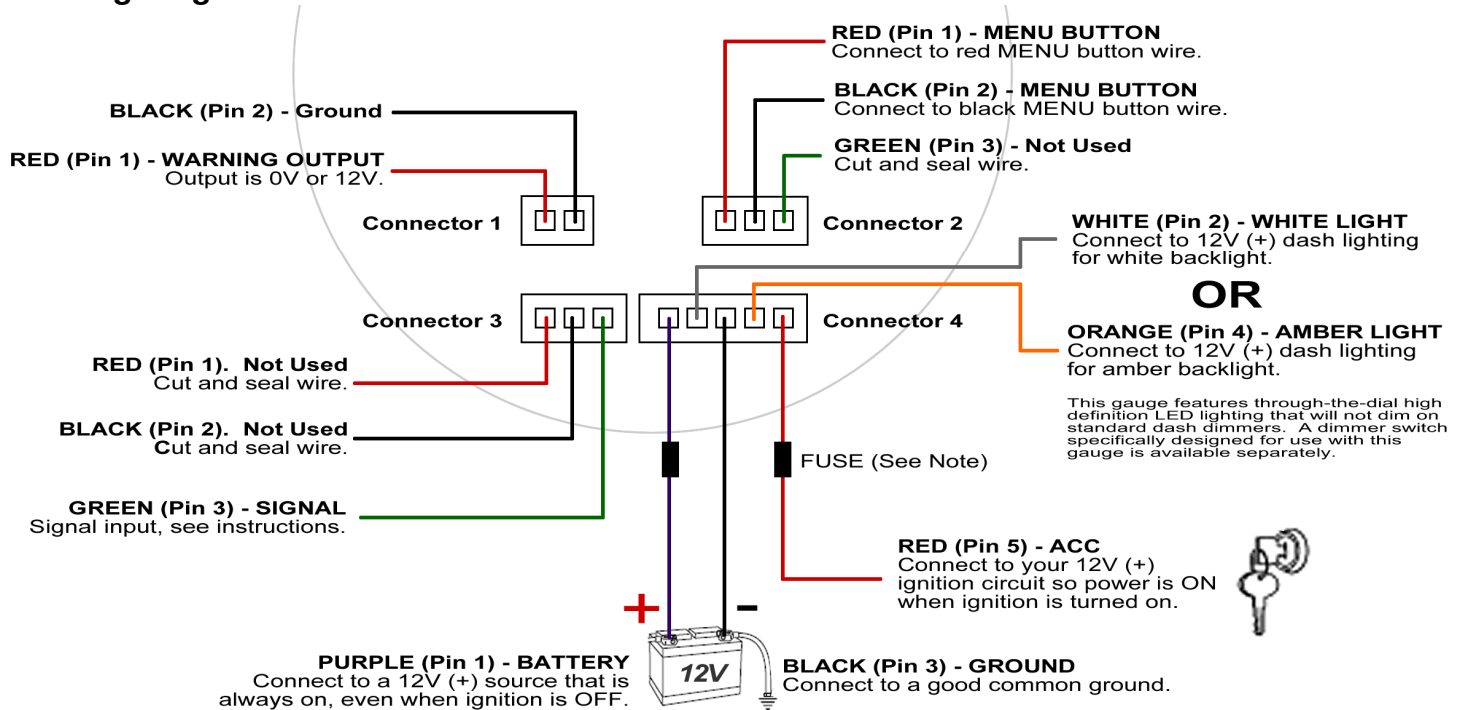 BLACK (Pin 2) - Ground
RED (Pin 1) - WARNING OUTPUT
Output is 0V or 12V.
Connector 1
RED (Pin 1) - MENU BUTTON
Connect to red MENU button wire.
BLACK (Pin 2) - MENU BUTTON
Connect to black MENU button wire.
GREEN (Pin 3) - Not Used
Cut and seal wire.
Connector 2
WHITE (Pin 2) - WHITE LIGHT
Connect to 12V (+) dash lighting
for white backlight.
OR
ORANGE (Pin 4) - AMBER LIGHT
Connect to 12V (+) dash lighting
for amber backlight.
This gauge features through-the-dial high
definition LED lighting that will not dim on
standard dash dimmers. A dimmer switch
specifically designed for use with this
gauge is available separately.
Connector 3
Connector 4
RED (Pin 1). Not Used
Cut and seal wire.
BLACK (Pin 2). Not Used
Cut and seal wire.
GREEN (Pin 3) - SIGNAL
Signal input, see instructions.
FUSE (See Note)
RED (Pin 5) - ACC
Connect to your 12V (+)
ignition circuit so power is ON
when ignition is turned on.
+ -
12V
PURPLE (Pin 1) - BATTERY
Connect to a 12V (+) source that is
always on, even when ignition is OFF.
BLACK (Pin 3) - GROUND
Connect to a good common ground.